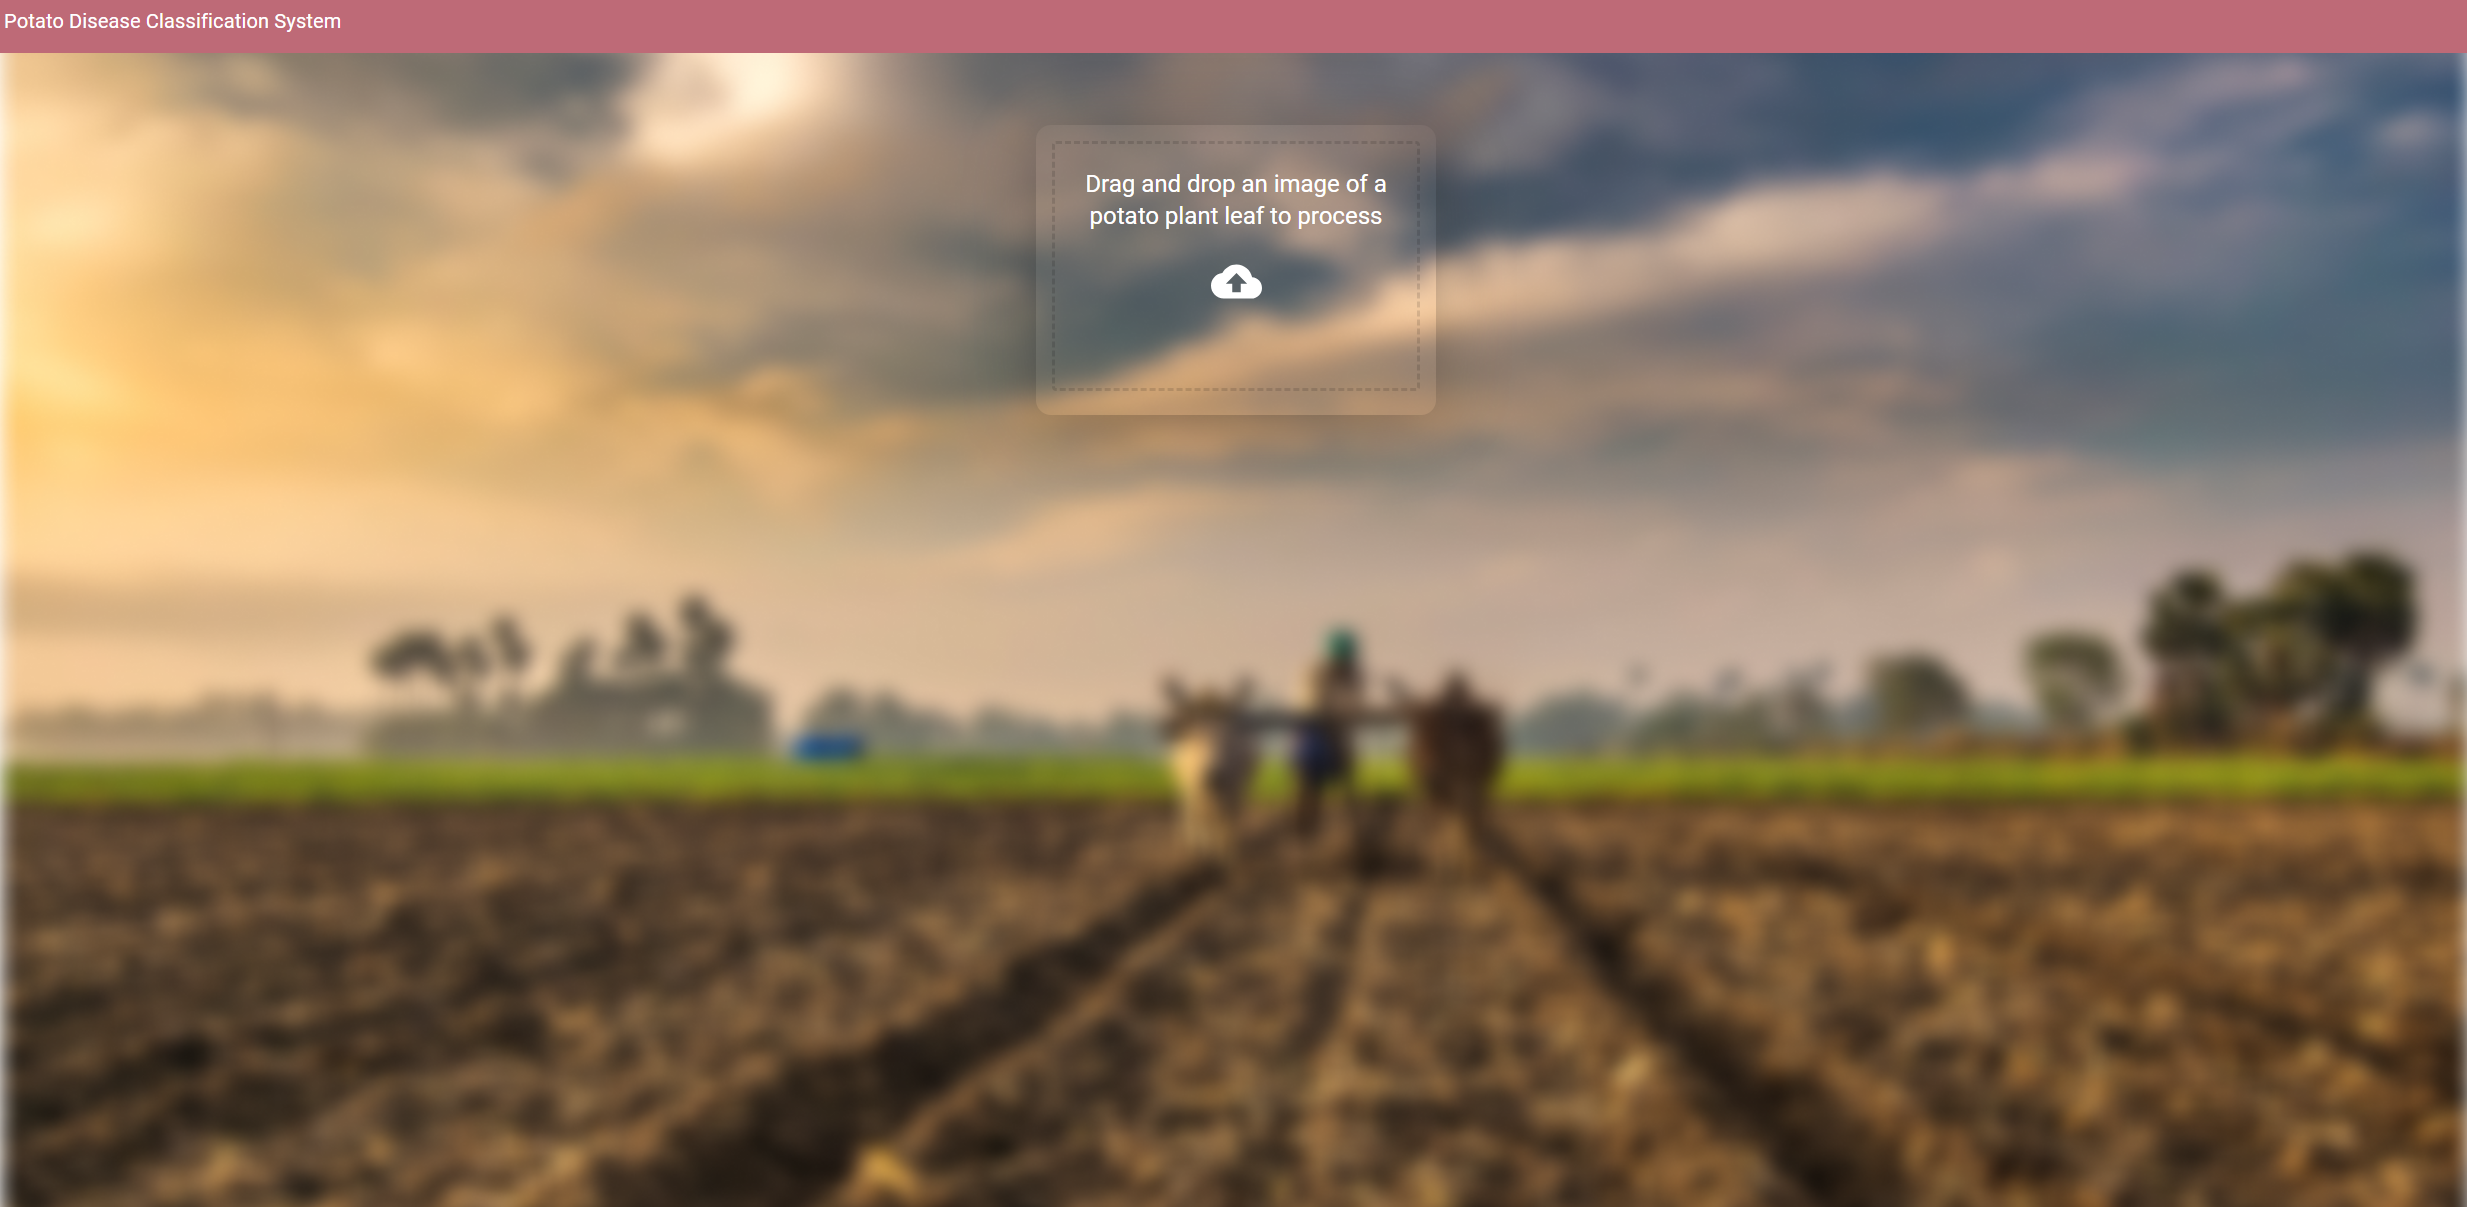 Potato Disease Classification System
Drag and drop an image of a
potato plant leaf to process